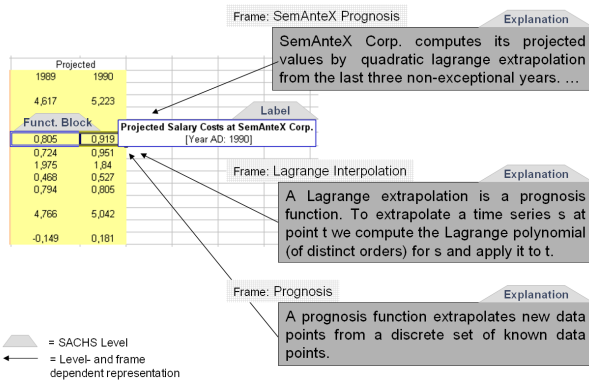 Frame: SemAnteX Prognosis
Explanation
SemAnteX Corp. computes its projected
values by quadratic lagrange extrapolation
from the last three non-exceptional years. ...
Projected
1989 1990
4,617 5,223
Funct. Block
Label
0,805 0,919
Projected Salary Costs at SemAnteX Corp.
[Year AD: 1990]
0,724 0,951
1,975 1,84
0,468 0,527
0,794 0,805
4,766 5,042
-0,149 0,181
Frame: Lagrange Interpolation
Explanation
A Lagrange extrapolation is a prognosis
function. To extrapolate a time series s at
point t we compute the Lagrange polynomial
(of distinct orders) for s and apply it to t.
Frame: Prognosis
Explanation
A prognosis function extrapolates new data
points from a discrete set of known data
points.
= SACHS Level
= Level- and frame
dependent representation